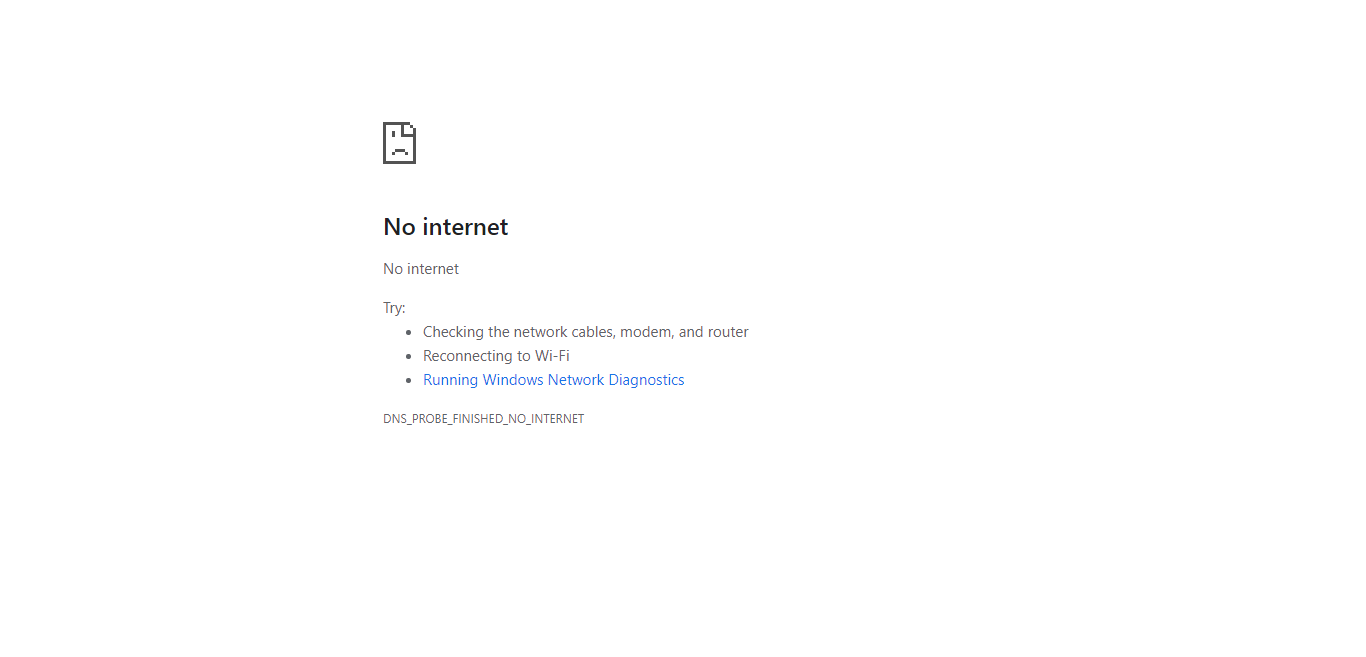 No internet
No internet
Try:
Checking the network cables, modem, and router
Reconnecting to Wi-Fi
Running Windows Network Diagnostics
DNS_PROBE_FINISHED_NO_INTERNET